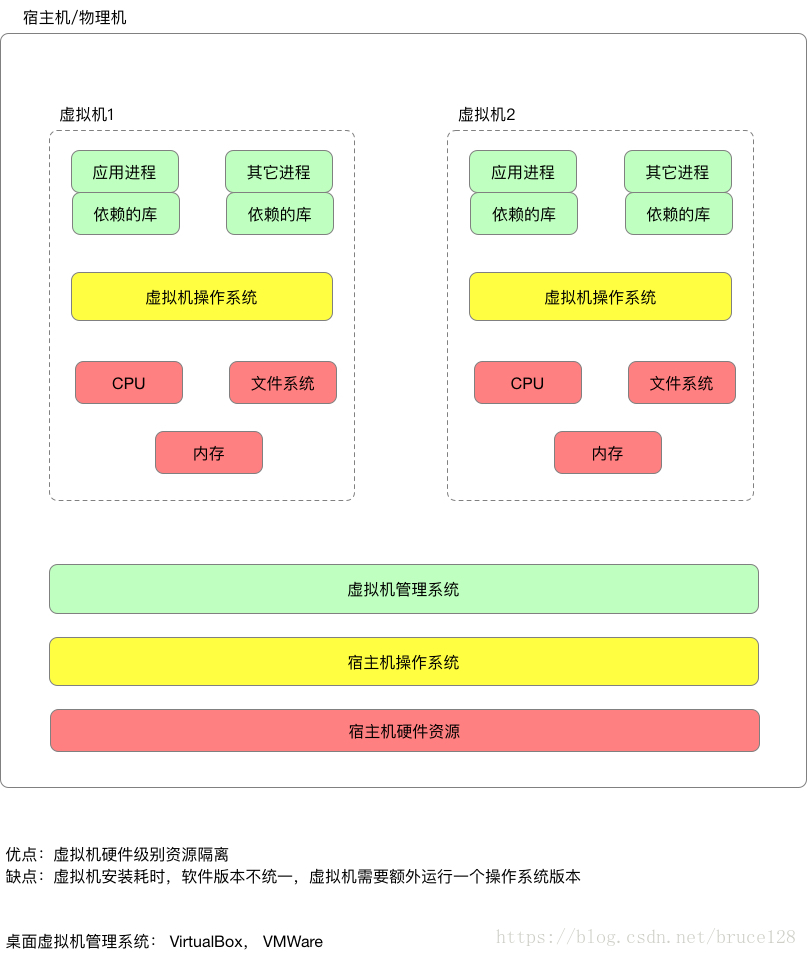 宿主机/物理机
虚拟机1
虚拟机2
应用进程
其它进程
应用进程
其它进程
依赖的库
依赖的库
依赖的库
依赖的库
虚拟机操作系统
虚拟机操作系统
CPU
文件系统
CPU
文件系统
内存
内存
虚拟机管理系统
宿主机操作系统
宿主机硬件资源
优点：虚拟机硬件级别资源隔离
缺点：虚拟机安装耗时，软件版本不统一，虚拟机需要额外运行一个操作系统版本
桌面虚拟机管理系统： VirtualBox， VMWare
https://blog.csdn.net/bruce128